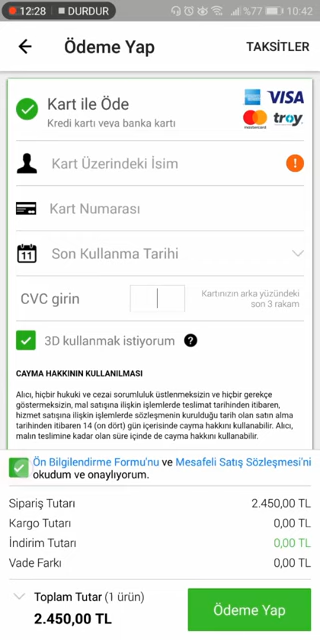 12:28 DURDUR %77 10:42
Ödeme Yap TAKSİTLER
Kart ile Öde
Kredi kartı veya banka kartı
VISA
mastercard troy
Kart Üzerindeki İsim
Kart Numarası
11 Son Kullanma Tarihi
CVC girin Kartınızın arka yüzündeki
son 3 rakam
3D kullanmak istiyorum ?
CAYMA HAKKININ KULLANILMASI
Alıcı, hiçbir hukuki ve cezai sorumluluk üstlenmeksizin ve hiçbir gerekçe
göstermeksizin, mal satışına ilişkin işlemlerde teslimat tarihinden itibaren,
hizmet satışına ilişkin işlemlerde sözleşmenin kurulduğu tarih olan satın alma
tarihinden itibaren 14 (on dört) gün içerisinde cayma hakkını kullanabilir. Alıcı,
malın teslimine kadar olan süre içinde de cayma hakkını kullanabilir.
Ön Bilgilendirme Formu'nu ve Mesafeli Satış Sözleşmesi'ni
okudum ve onaylıyorum.
Sipariş Tutarı 2.450,00 TL
Kargo Tutarı 0,00 TL
İndirim Tutarı 0,00 TL
Vade Farkı 0,00 TL
Toplam Tutar (1 ürün)
2.450,00 TL
Ödeme Yap